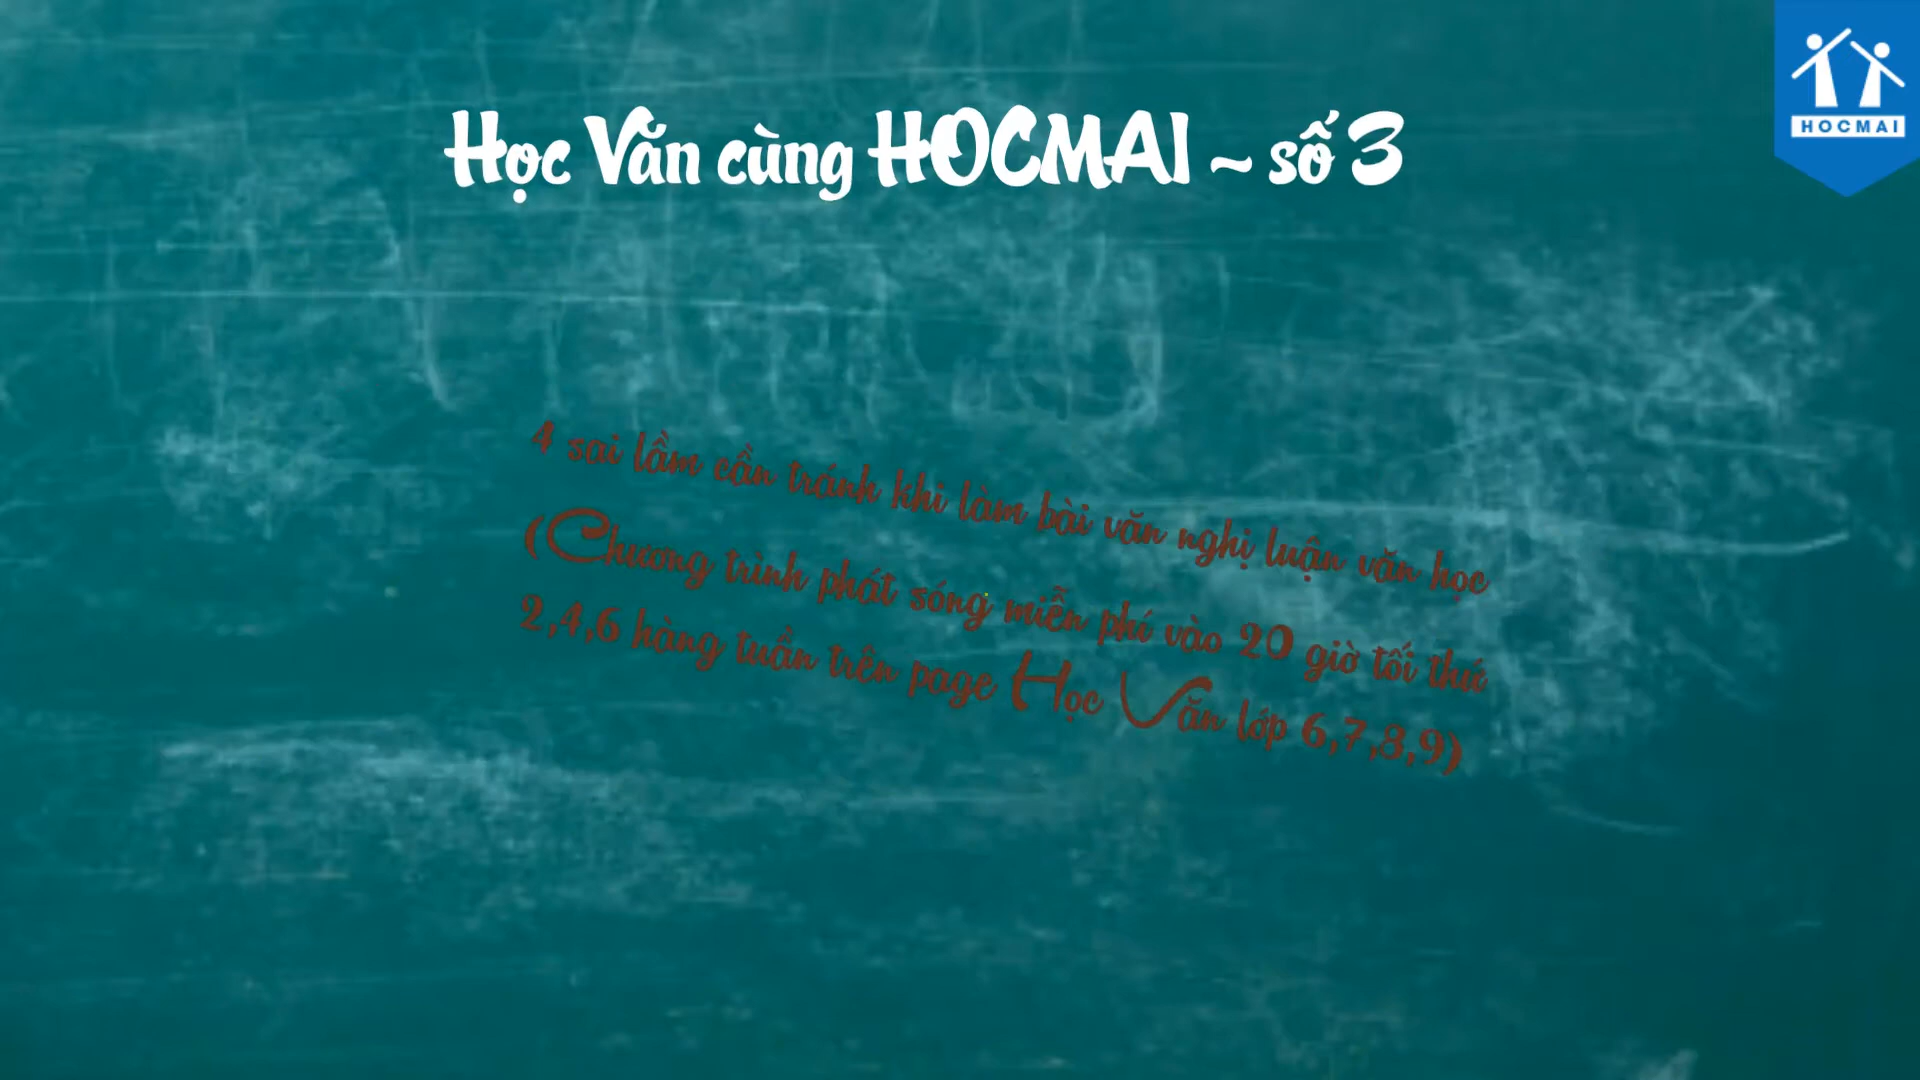 Học Văn cùng HOCMAI ~ số 3
HOCMAI
4 sai lầm cần tránh khi làm bài văn nghị luận văn học
(Chương trình phát sóng miễn phí vào 20 giờ tối thứ
2,4,6 hàng tuần trên page Học Văn lớp 6,7,8,9)